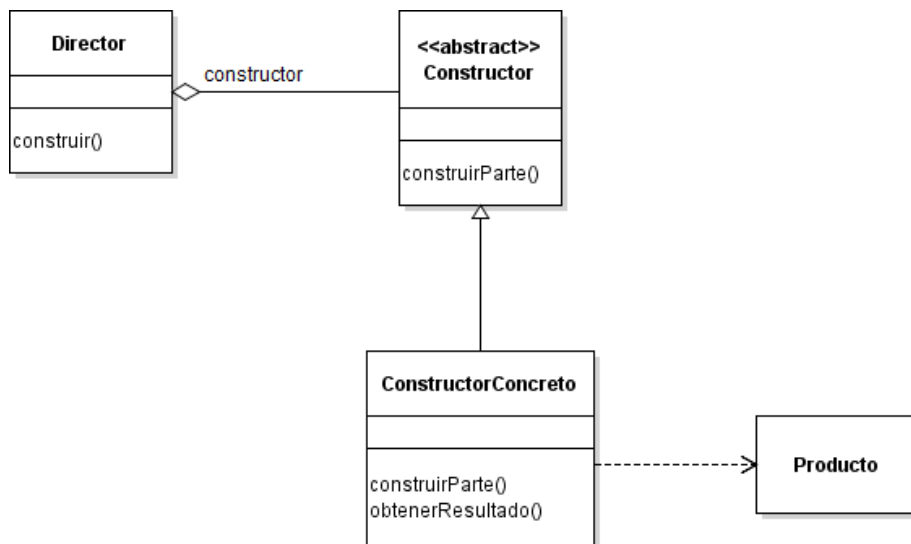 Director
construir()
constructor
<<abstract>>
Constructor
construirParte()
ConstructorConcreto
construirParte()
obtenerResultado()
Producto